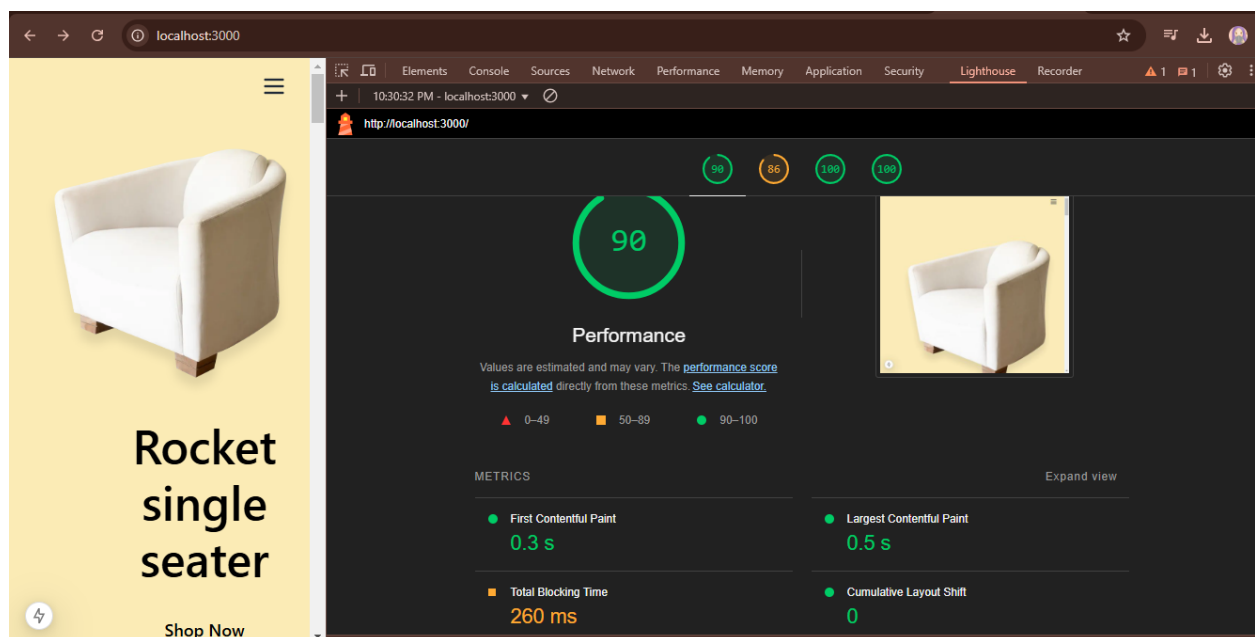 localhost:3000
Elements Console Sources Network Performance Memory Application Security Lighthouse Recorder 1 1
10:30:32 PM - localhost:3000
http://localhost:3000/
90 86 100 100
90
Performance
Values are estimated and may vary. The performance score
is calculated directly from these metrics. See calculator.
0–49 50–89 90–100
METRICS Expand view
First Contentful Paint
0.3 s
Largest Contentful Paint
0.5 s
Total Blocking Time
260 ms
Cumulative Layout Shift
0
Rocket
single
seater
Shop Now